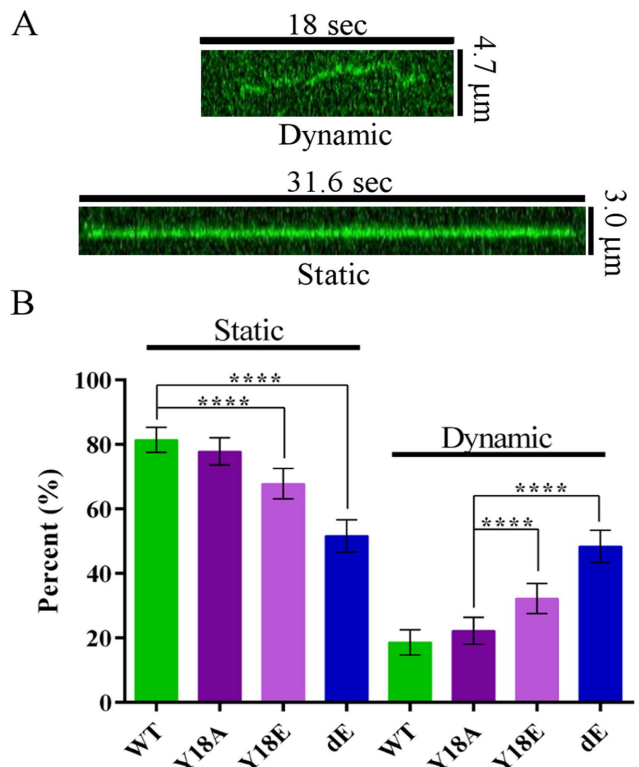 A
18 sec
4.7 μm
Dynamic
31.6 sec
3.0 μm
Static
B
Static
100
80
60
40
20
0
Percent (%)
****
****
Dynamic
****
****
WT
Y18A
Y18E
dE
WT
Y18A
Y18E
dE